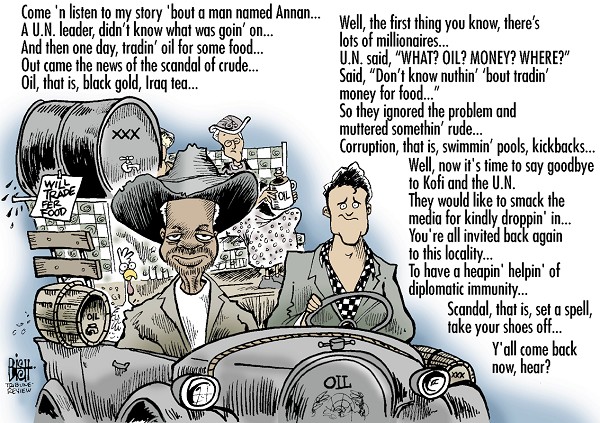 Come 'n listen to my story 'bout a man named Annan...
A U.N. leader, didn't know what was goin' on...
And then one day, tradin' oil for some food...
Out came the news of the scandal of crude...
Oil, that is, black gold, Iraq tea...
Well, the first thing you know, there's
lots of millionaires...
U.N. said, "WHAT? OIL? MONEY? WHERE?"
Said, "Don't know nuthin' 'bout tradin'
money for food..."
So they ignored the problem and
muttered somethin' rude...
Corruption, that is, swimmin' pools, kickbacks...
Well, now it's time to say goodbye
to Kofi and the U.N.
They would like to smack the
media for kindly droppin' in...
You're all invited back again
to this locality...
To have a heapin' helpin' of
diplomatic immunity...
Scandal, that is, set a spell,
take your shoes off...
Y'all come back
now, hear?
XXX
WILL
TRADE
FER
FOOD
OIL
OIL
OIL
XXX
TRIBUNE-
REVIEW